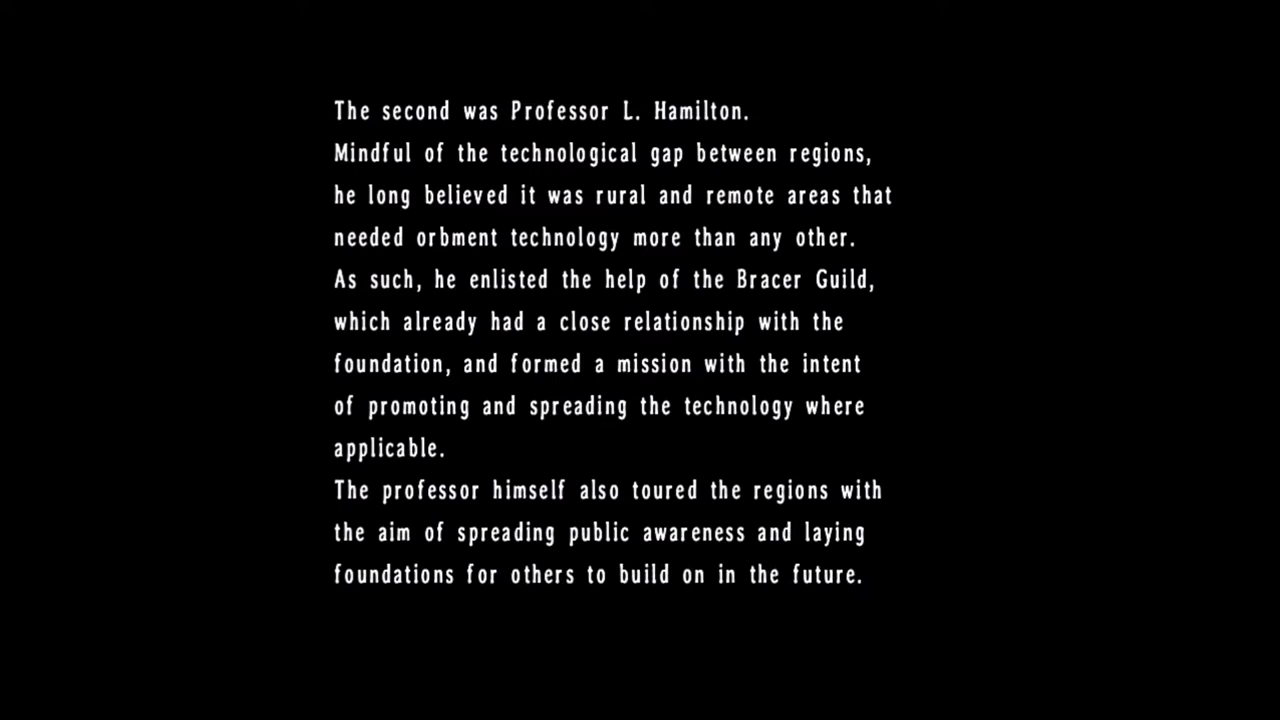 The second was Professor L. Hamilton.
Mindful of the technological gap between regions,
he long believed it was rural and remote areas that
needed orbment technology more than any other.
As such, he enlisted the help of the Bracer Guild,
which already had a close relationship with the
foundation, and formed a mission with the intent
of promoting and spreading the technology where
applicable.
The professor himself also toured the regions with
the aim of spreading public awareness and laying
foundations for others to build on in the future.